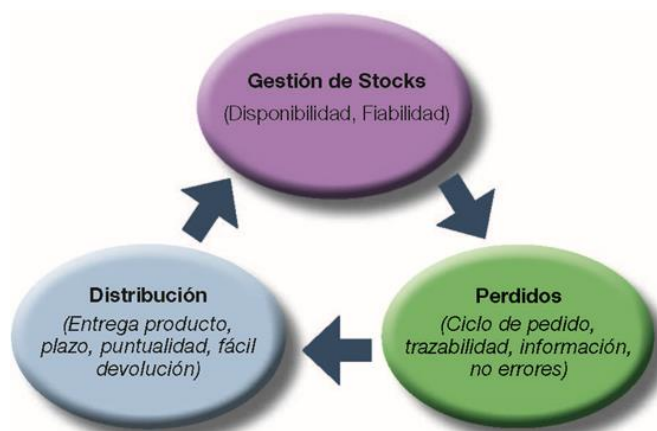 Gestión de Stocks
(Disponibilidad, Fiabilidad)
Distribución
(Entrega producto,
plazo, puntualidad, fácil
devolución)
Perdidos
(Ciclo de pedido,
trazabilidad, información,
no errores)